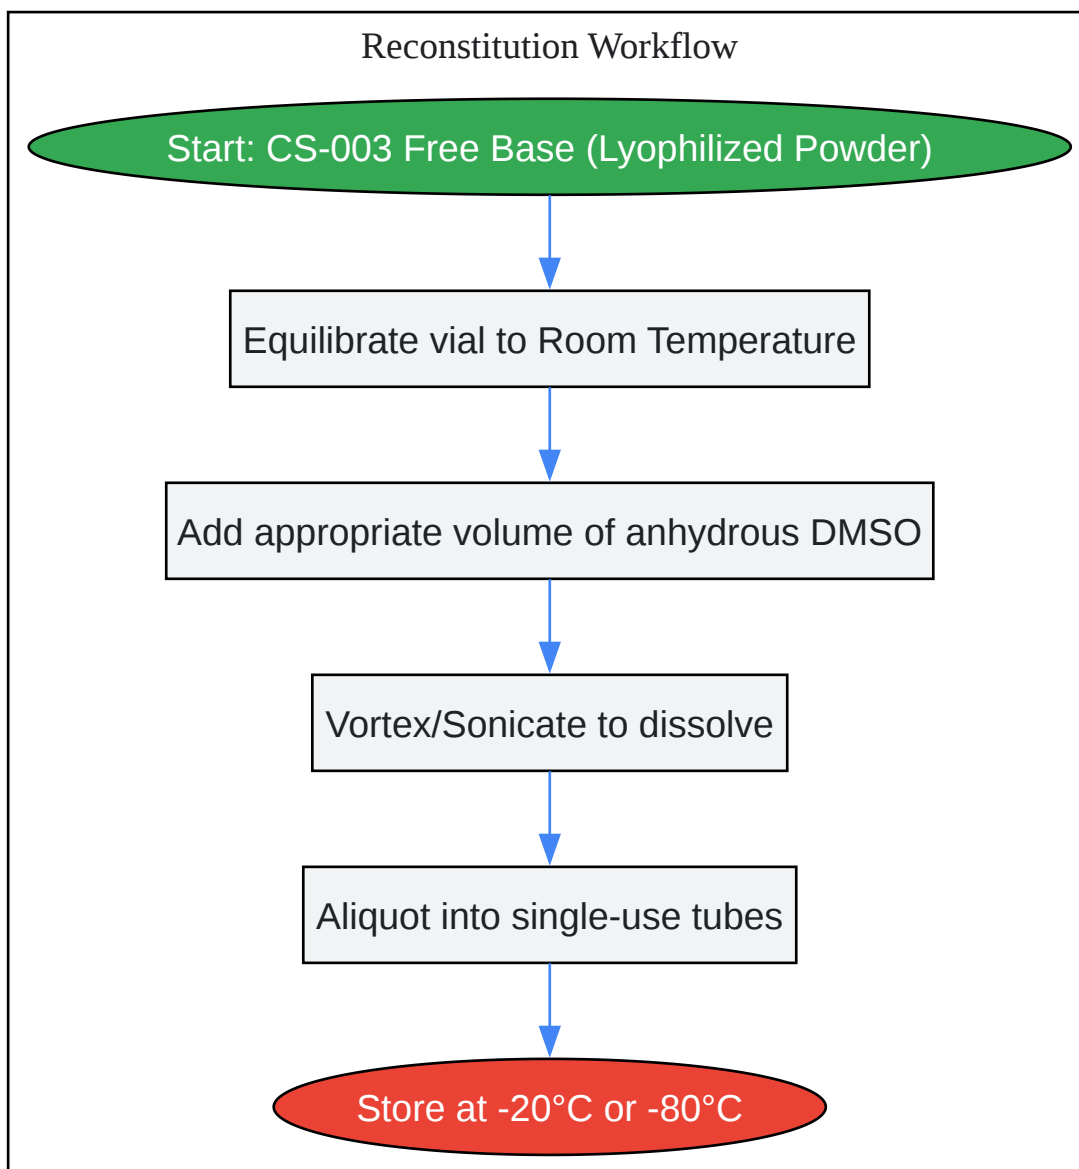 Reconstitution Workflow
Start: CS-003 Free Base (Lyophilized Powder)
Equilibrate vial to Room Temperature
Add appropriate volume of anhydrous DMSO
Vortex/Sonicate to dissolve
Aliquot into single-use tubes
Store at -20°C or -80°C